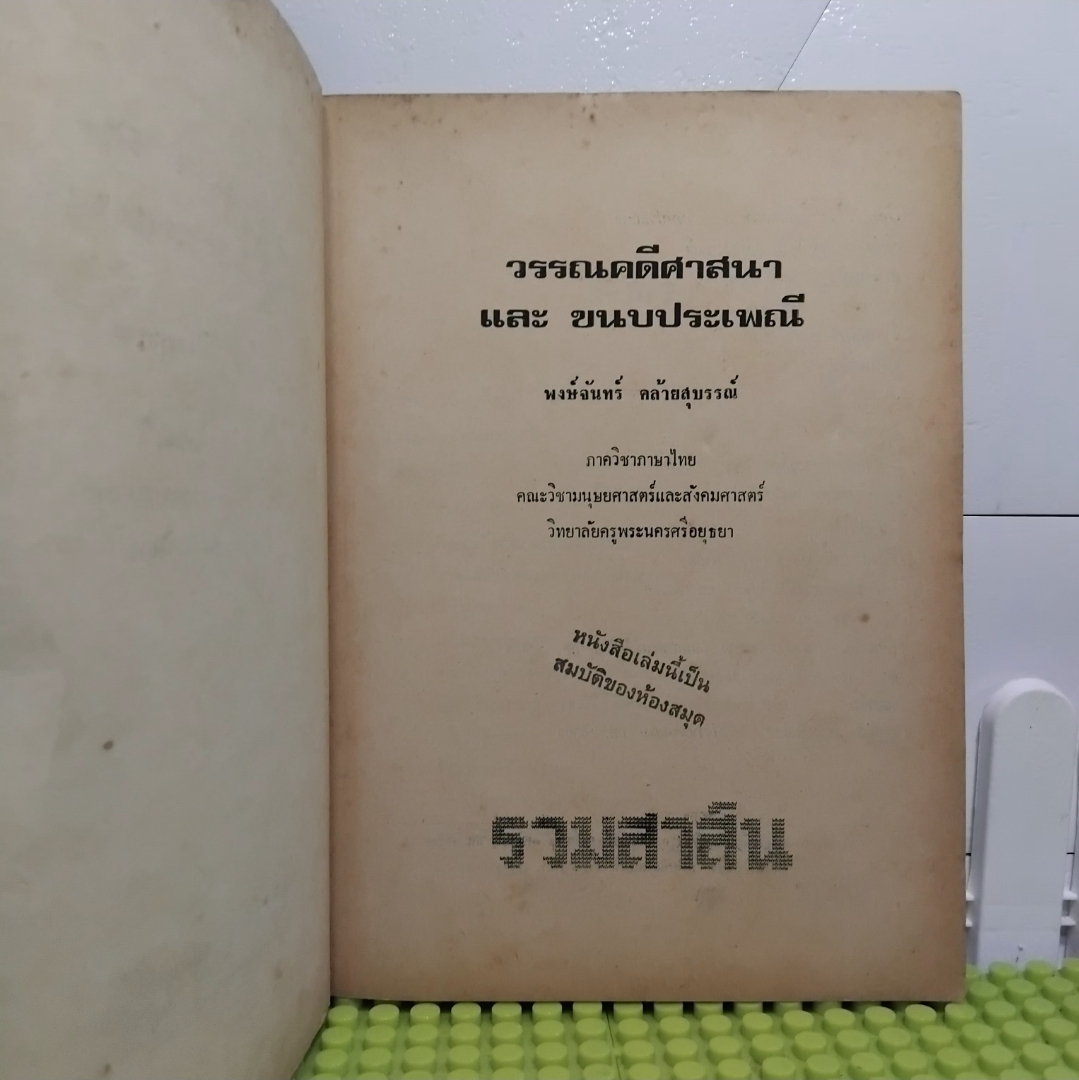 วรรณคดีศาสนา
และ ขนบประเพณี
พงษ์จันทร์ คล้ายสุบรรณ์
ภาควิชาภาษาไทย
คณะวิชามนุษยศาสตร์และสังคมศาสตร์
วิทยาลัยครูพระนครศรีอยุธยา
หนังสือเล่มนี้เป็น
สมบัติของห้องสมุด
รวมสาส์น